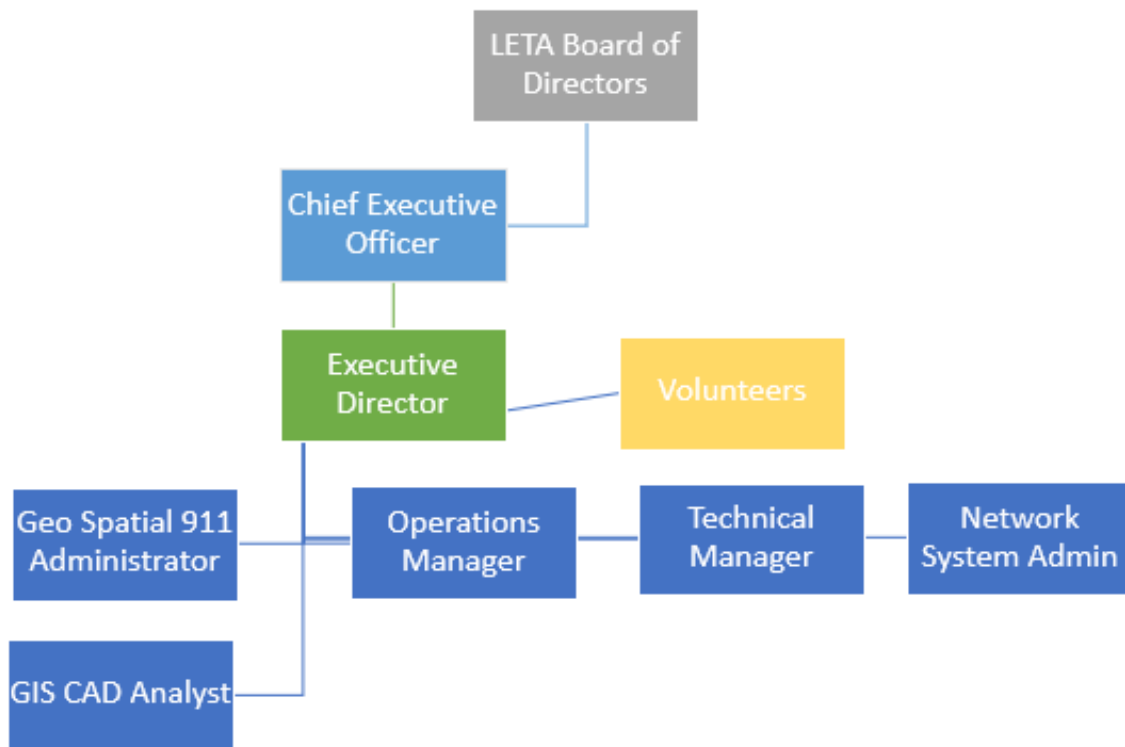 LETA Board of
Directors
Chief Executive
Officer
Executive
Director
Volunteers
Geo Spatial 911
Administrator
Operations
Manager
Technical
Manager
Network
System Admin
GIS CAD Analyst